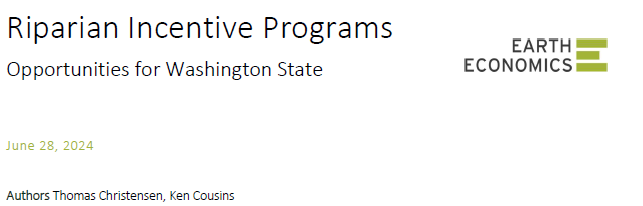 Riparian Incentive Programs
EARTH
ECONOMICS
Opportunities for Washington State
June 28, 2024
Authors Thomas Christensen, Ken Cousins